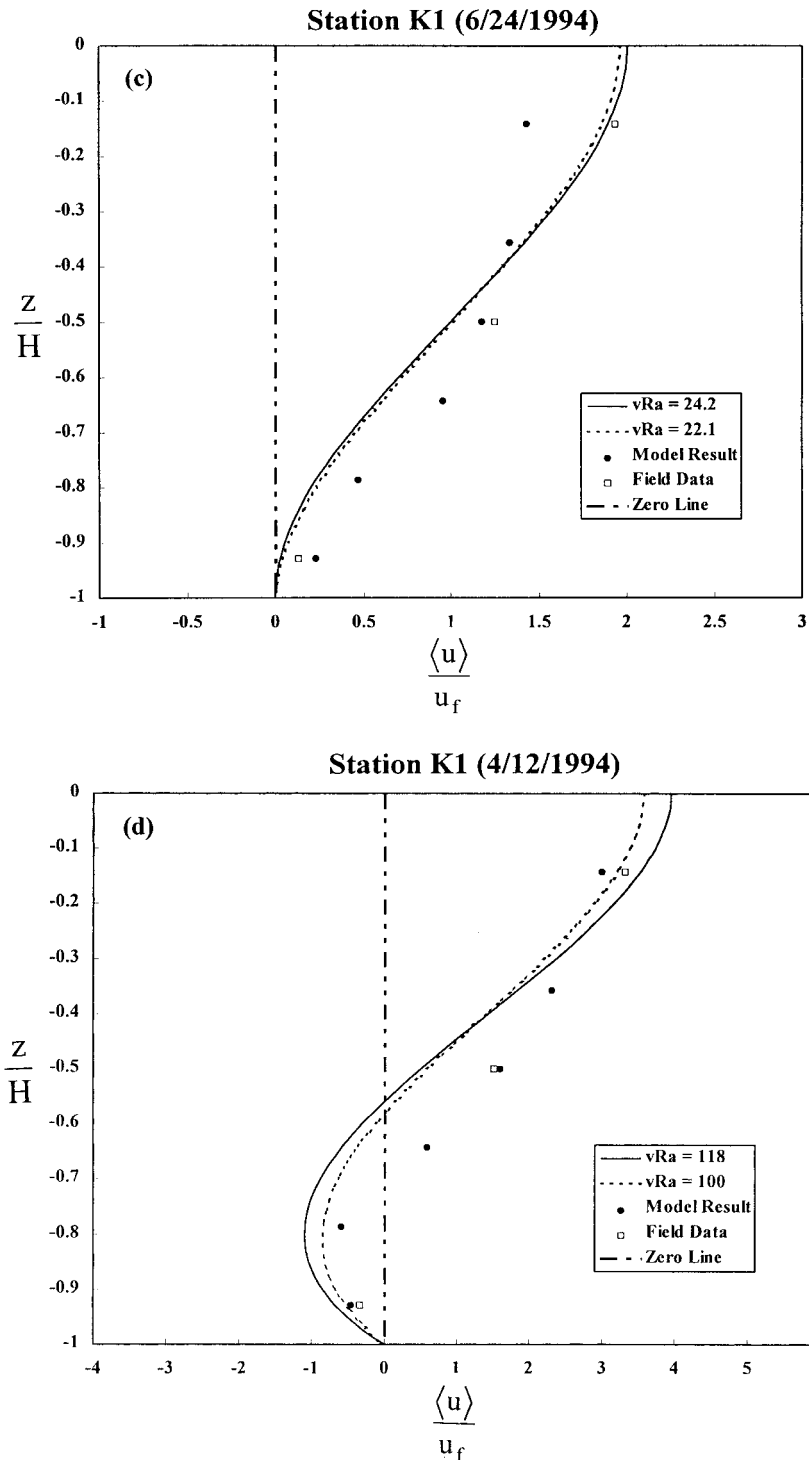 Station K1 (6/24/1994)
(c)
0
-0.1
-0.2
-0.3
-0.4
-0.5
-0.6
-0.7
-0.8
-0.9
-1
z
H
vRa = 24.2
vRa = 22.1
Model Result
Field Data
Zero Line
-1 -0.5 0 0.5 1 1.5 2 2.5 3
⟨u⟩
u_f
Station K1 (4/12/1994)
(d)
0
-0.1
-0.2
-0.3
-0.4
-0.5
-0.6
-0.7
-0.8
-0.9
-1
z
H
vRa = 118
vRa = 100
Model Result
Field Data
Zero Line
-4 -3 -2 -1 0 1 2 3 4 5
⟨u⟩
u_f